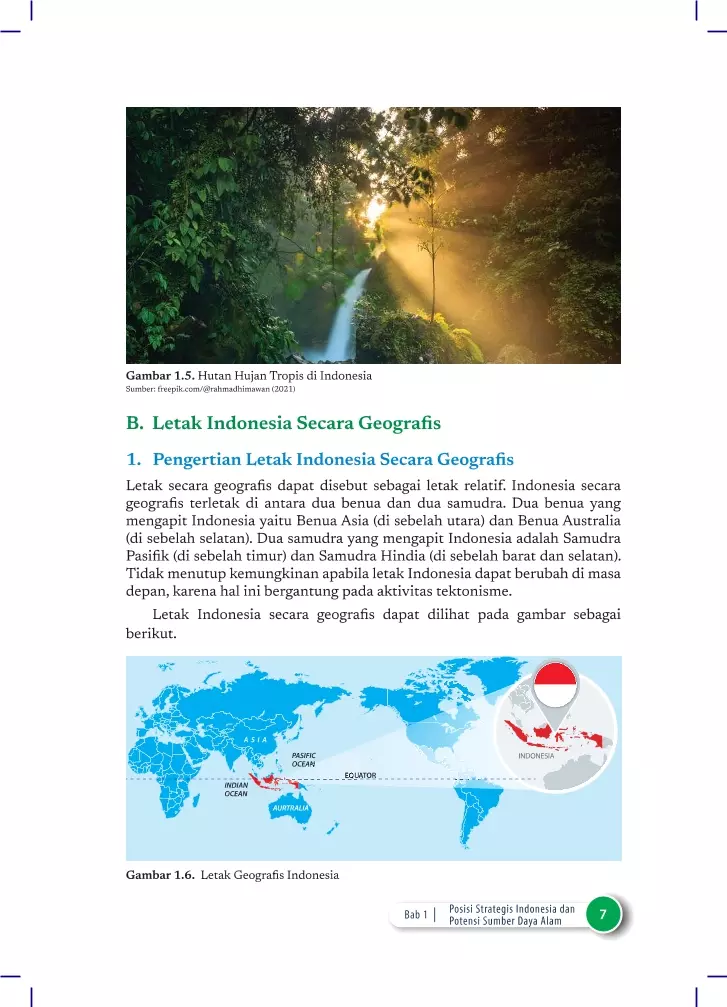 Gambar 1.5. Hutan Hujan Tropis di Indonesia
Sumber: freepik.com/@rahmadhimawan (2021)
B. Letak Indonesia Secara Geografis
1. Pengertian Letak Indonesia Secara Geografis
Letak secara geografis dapat disebut sebagai letak relatif. Indonesia secara
geografis terletak di antara dua benua dan dua samudra. Dua benua yang
mengapit Indonesia yaitu Benua Asia (di sebelah utara) dan Benua Australia
(di sebelah selatan). Dua samudra yang mengapit Indonesia adalah Samudra
Pasifik (di sebelah timur) dan Samudra Hindia (di sebelah barat dan selatan).
Tidak menutup kemungkinan apabila letak Indonesia dapat berubah di masa
depan, karena hal ini bergantung pada aktivitas tektonisme.
Letak Indonesia secara geografis dapat dilihat pada gambar sebagai
berikut.
ASIA
PASIFIC
OCEAN
EQUATOR
INDIAN
OCEAN
AURTRALIA
INDONESIA
Gambar 1.6. Letak Geografis Indonesia
Bab 1 |
Posisi Strategis Indonesia dan
Potensi Sumber Daya Alam
7